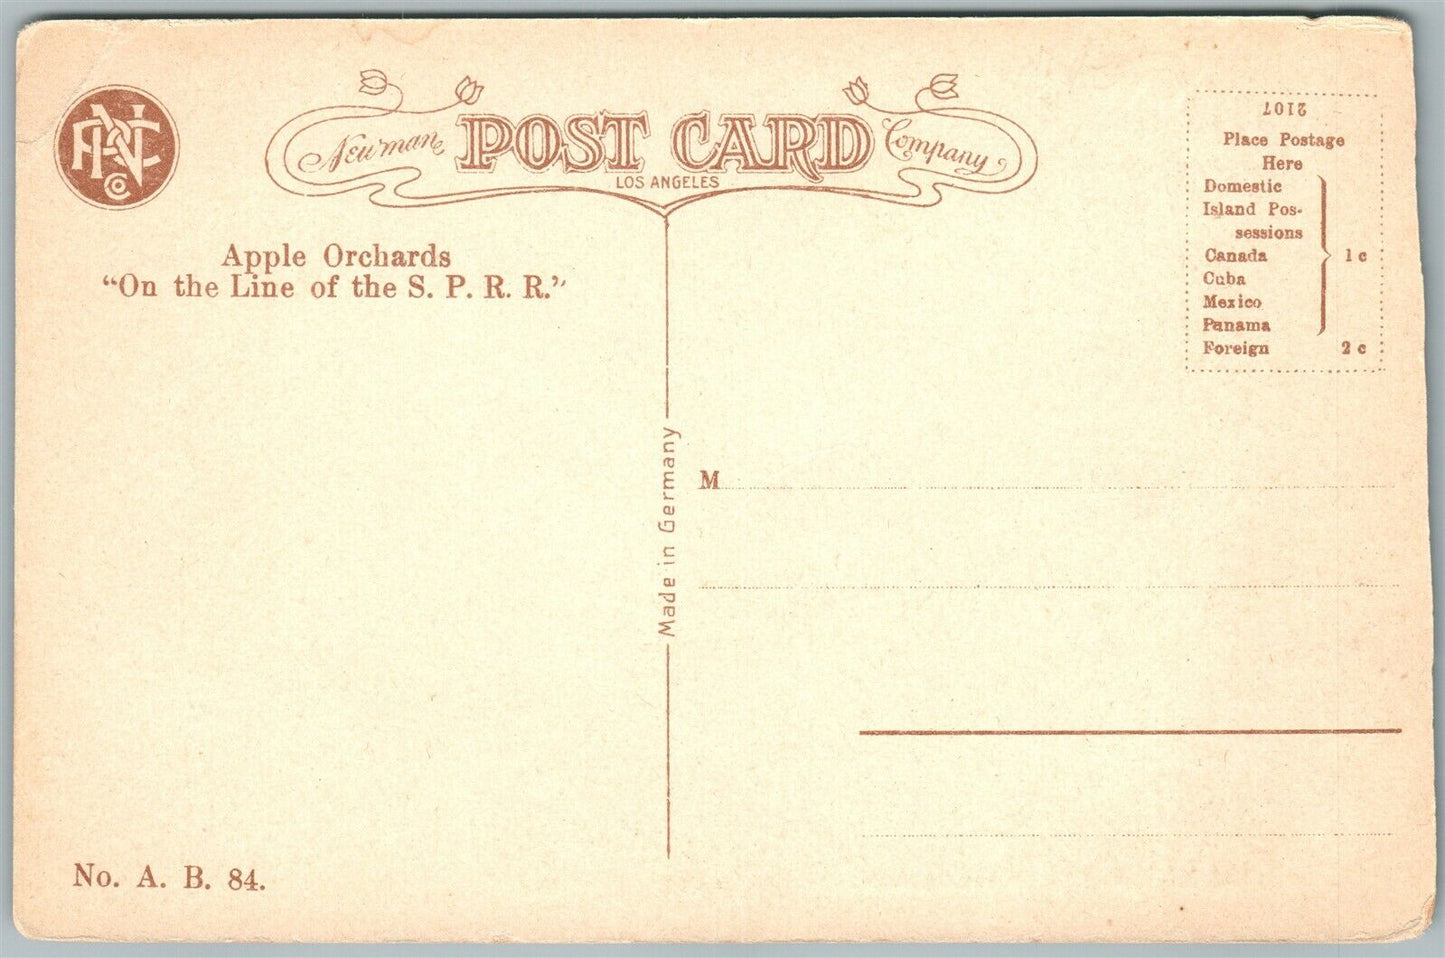 Newman POST CARD Company
LOS ANGELES
Apple Orchards
“On the Line of the S. P. R. R.”
2107
Place Postage
Here
Domestic
Island Pos-
sessions
Canada 1 c
Cuba
Mexico
Panama
Foreign 2 c
Made in Germany
M
No. A. B. 84.